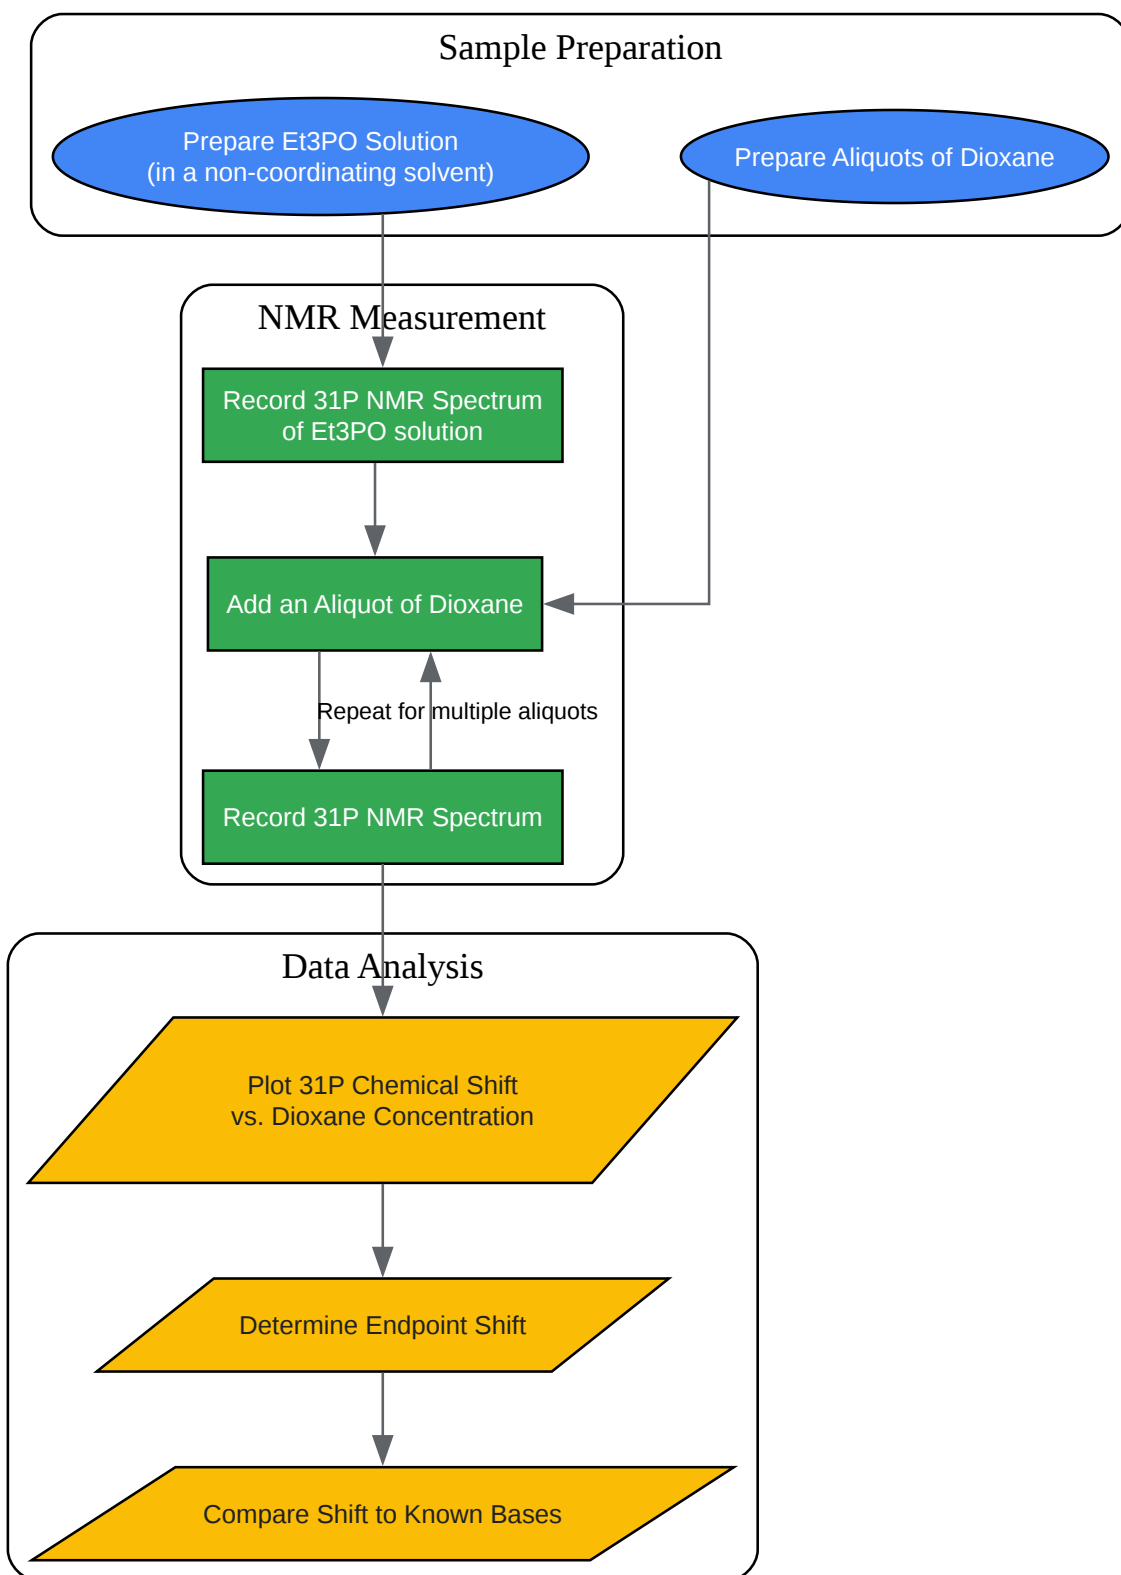 Sample Preparation
Prepare Et3PO Solution
(in a non-coordinating solvent)
Prepare Aliquots of Dioxane
NMR Measurement
Record 31P NMR Spectrum
of Et3PO solution
Add an Aliquot of Dioxane
Repeat for multiple aliquots
Record 31P NMR Spectrum
Data Analysis
Plot 31P Chemical Shift
vs. Dioxane Concentration
Determine Endpoint Shift
Compare Shift to Known Bases